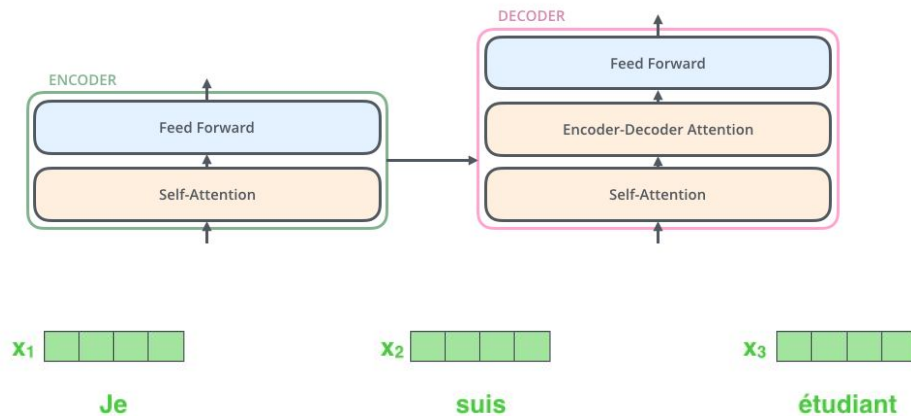 DECODER
Feed Forward
ENCODER
Feed Forward
Encoder-Decoder Attention
Self-Attention
Self-Attention
x₁
x₂
x₃
Je
suis
étudiant